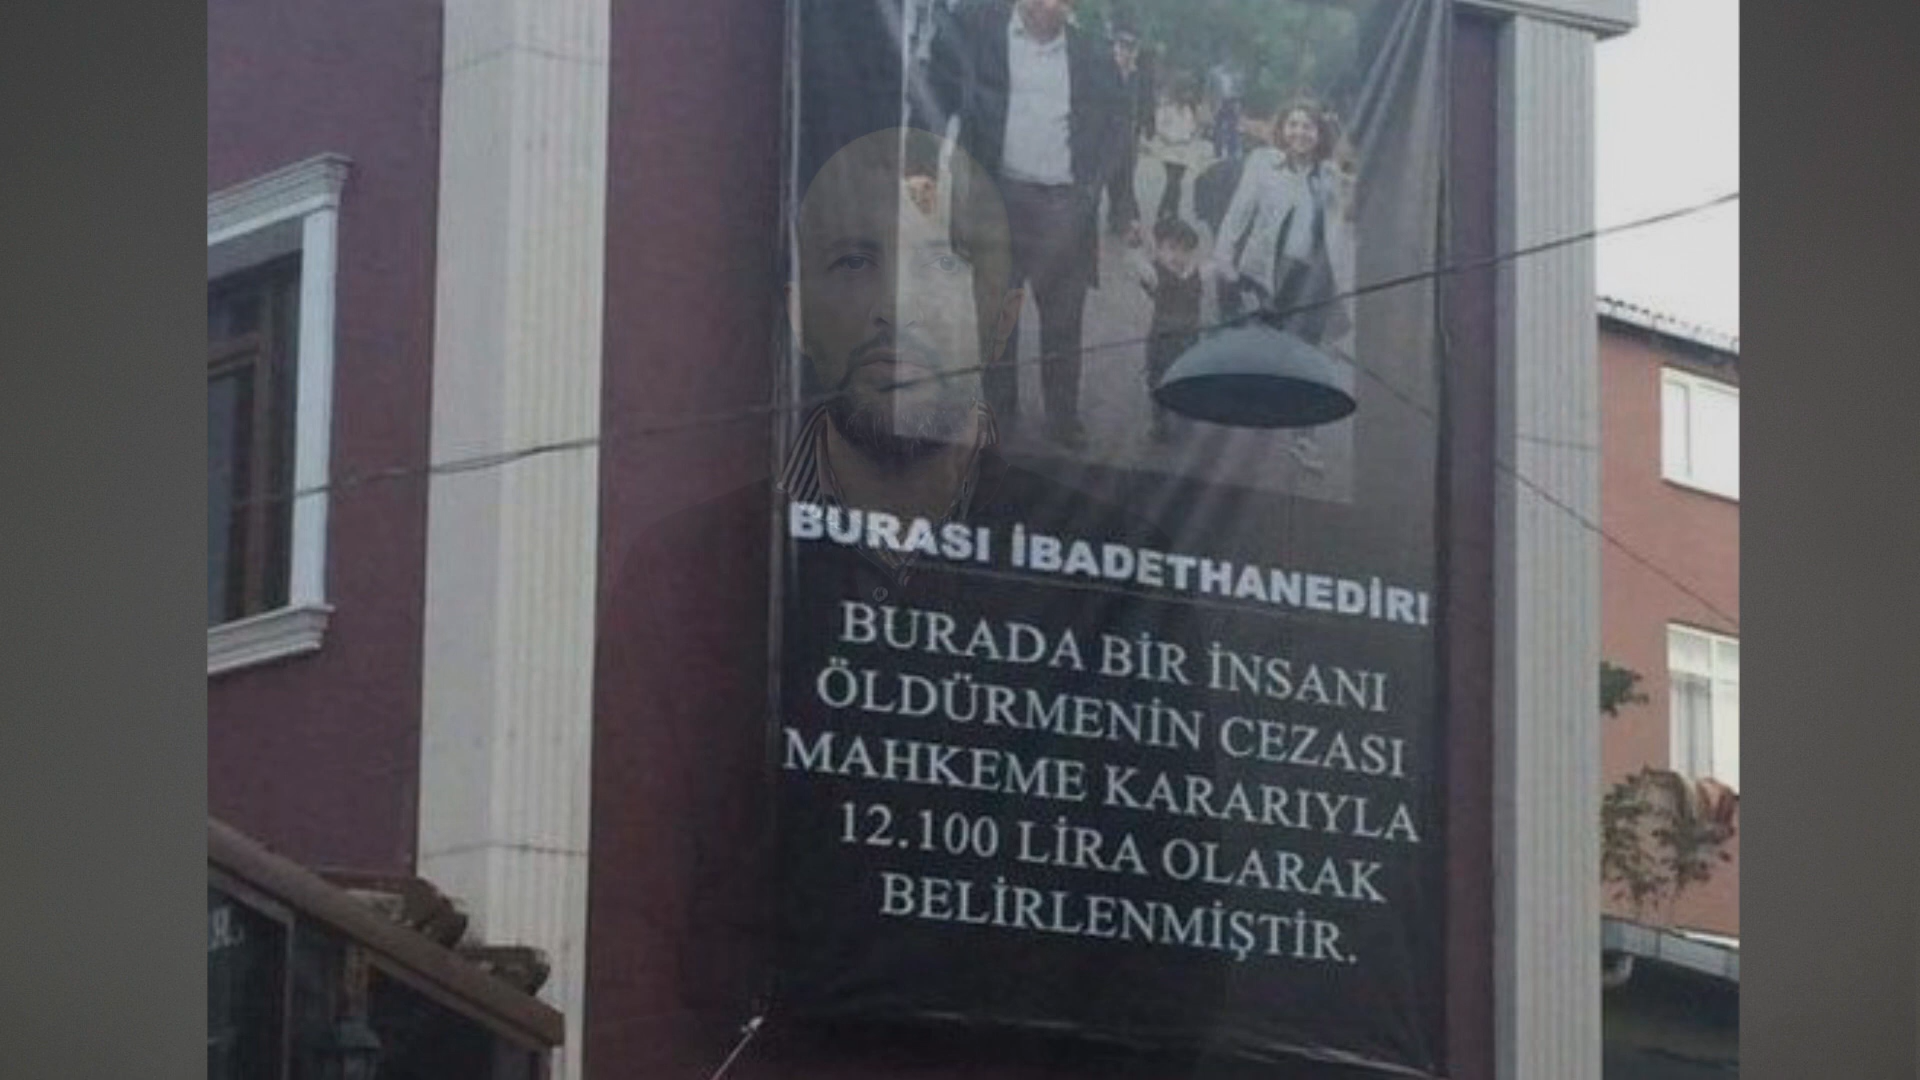 BURASI İBADETHANEDİR!
BURADA BİR İNSANI
ÖLDÜRMENİN CEZASI
MAHKEME KARARIYLA
12.100 LİRA OLARAK
BELİRLENMİŞTİR.